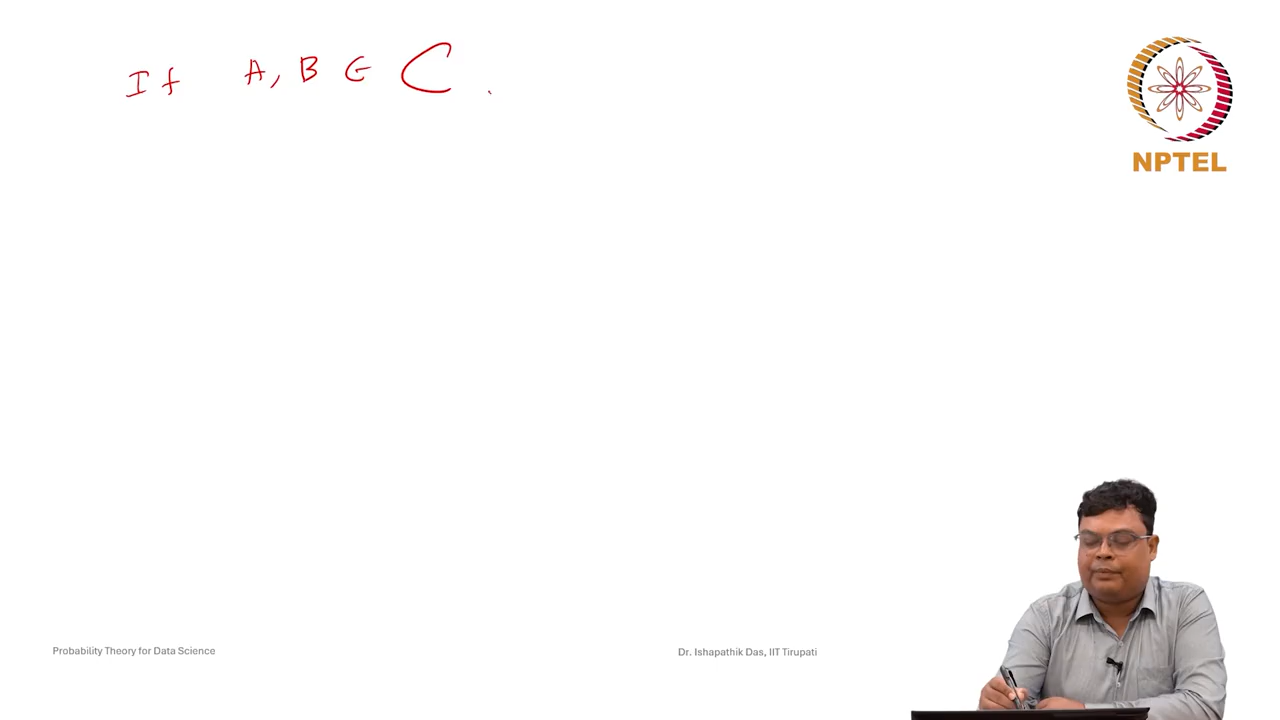 If A, B ∈ C
NPTEL
Probability Theory for Data Science
Dr. Ishapathik Das, IIT Tirupati